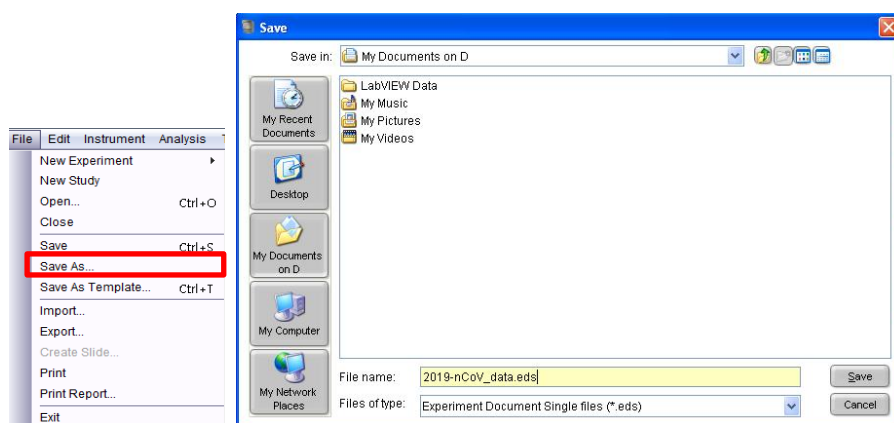 File Edit Instrument Analysis
New Experiment
New Study
Open... Ctrl+O
Close
Save Ctrl+S
Save As...
Save As Template... Ctrl+T
Import...
Export...
Create Slide...
Print
Print Report...
Exit
Save
Save in: My Documents on D
My Recent
Documents
Desktop
My Documents
on D
My Computer
My Network
Places
LabVIEW Data
My Music
My Pictures
My Videos
File name: 2019-nCoV_data.eds Save
Files of type: Experiment Document Single files (*.eds) Cancel